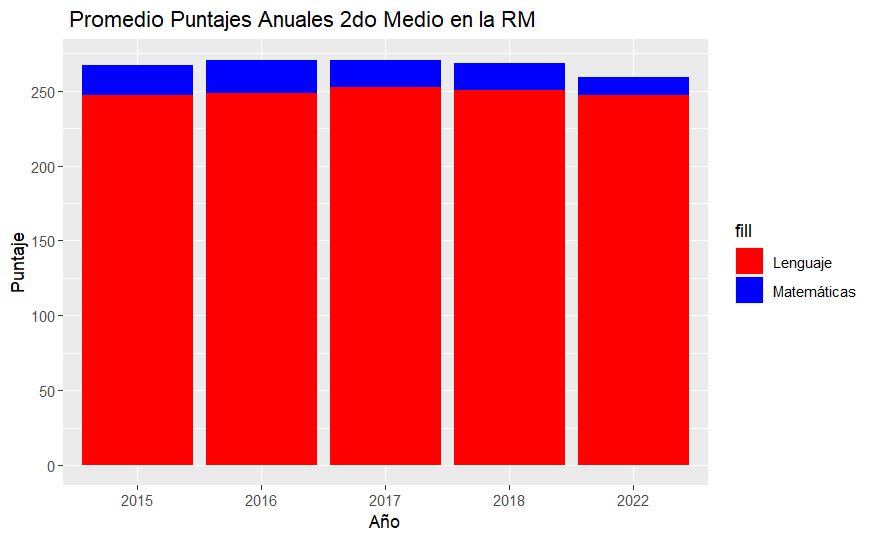 Promedio Puntajes Anuales 2do Medio en la RM
Puntaje
250
200
150
100
50
0
2015 2016 2017 2018 2022
Año
fill
Lenguaje
Matemáticas